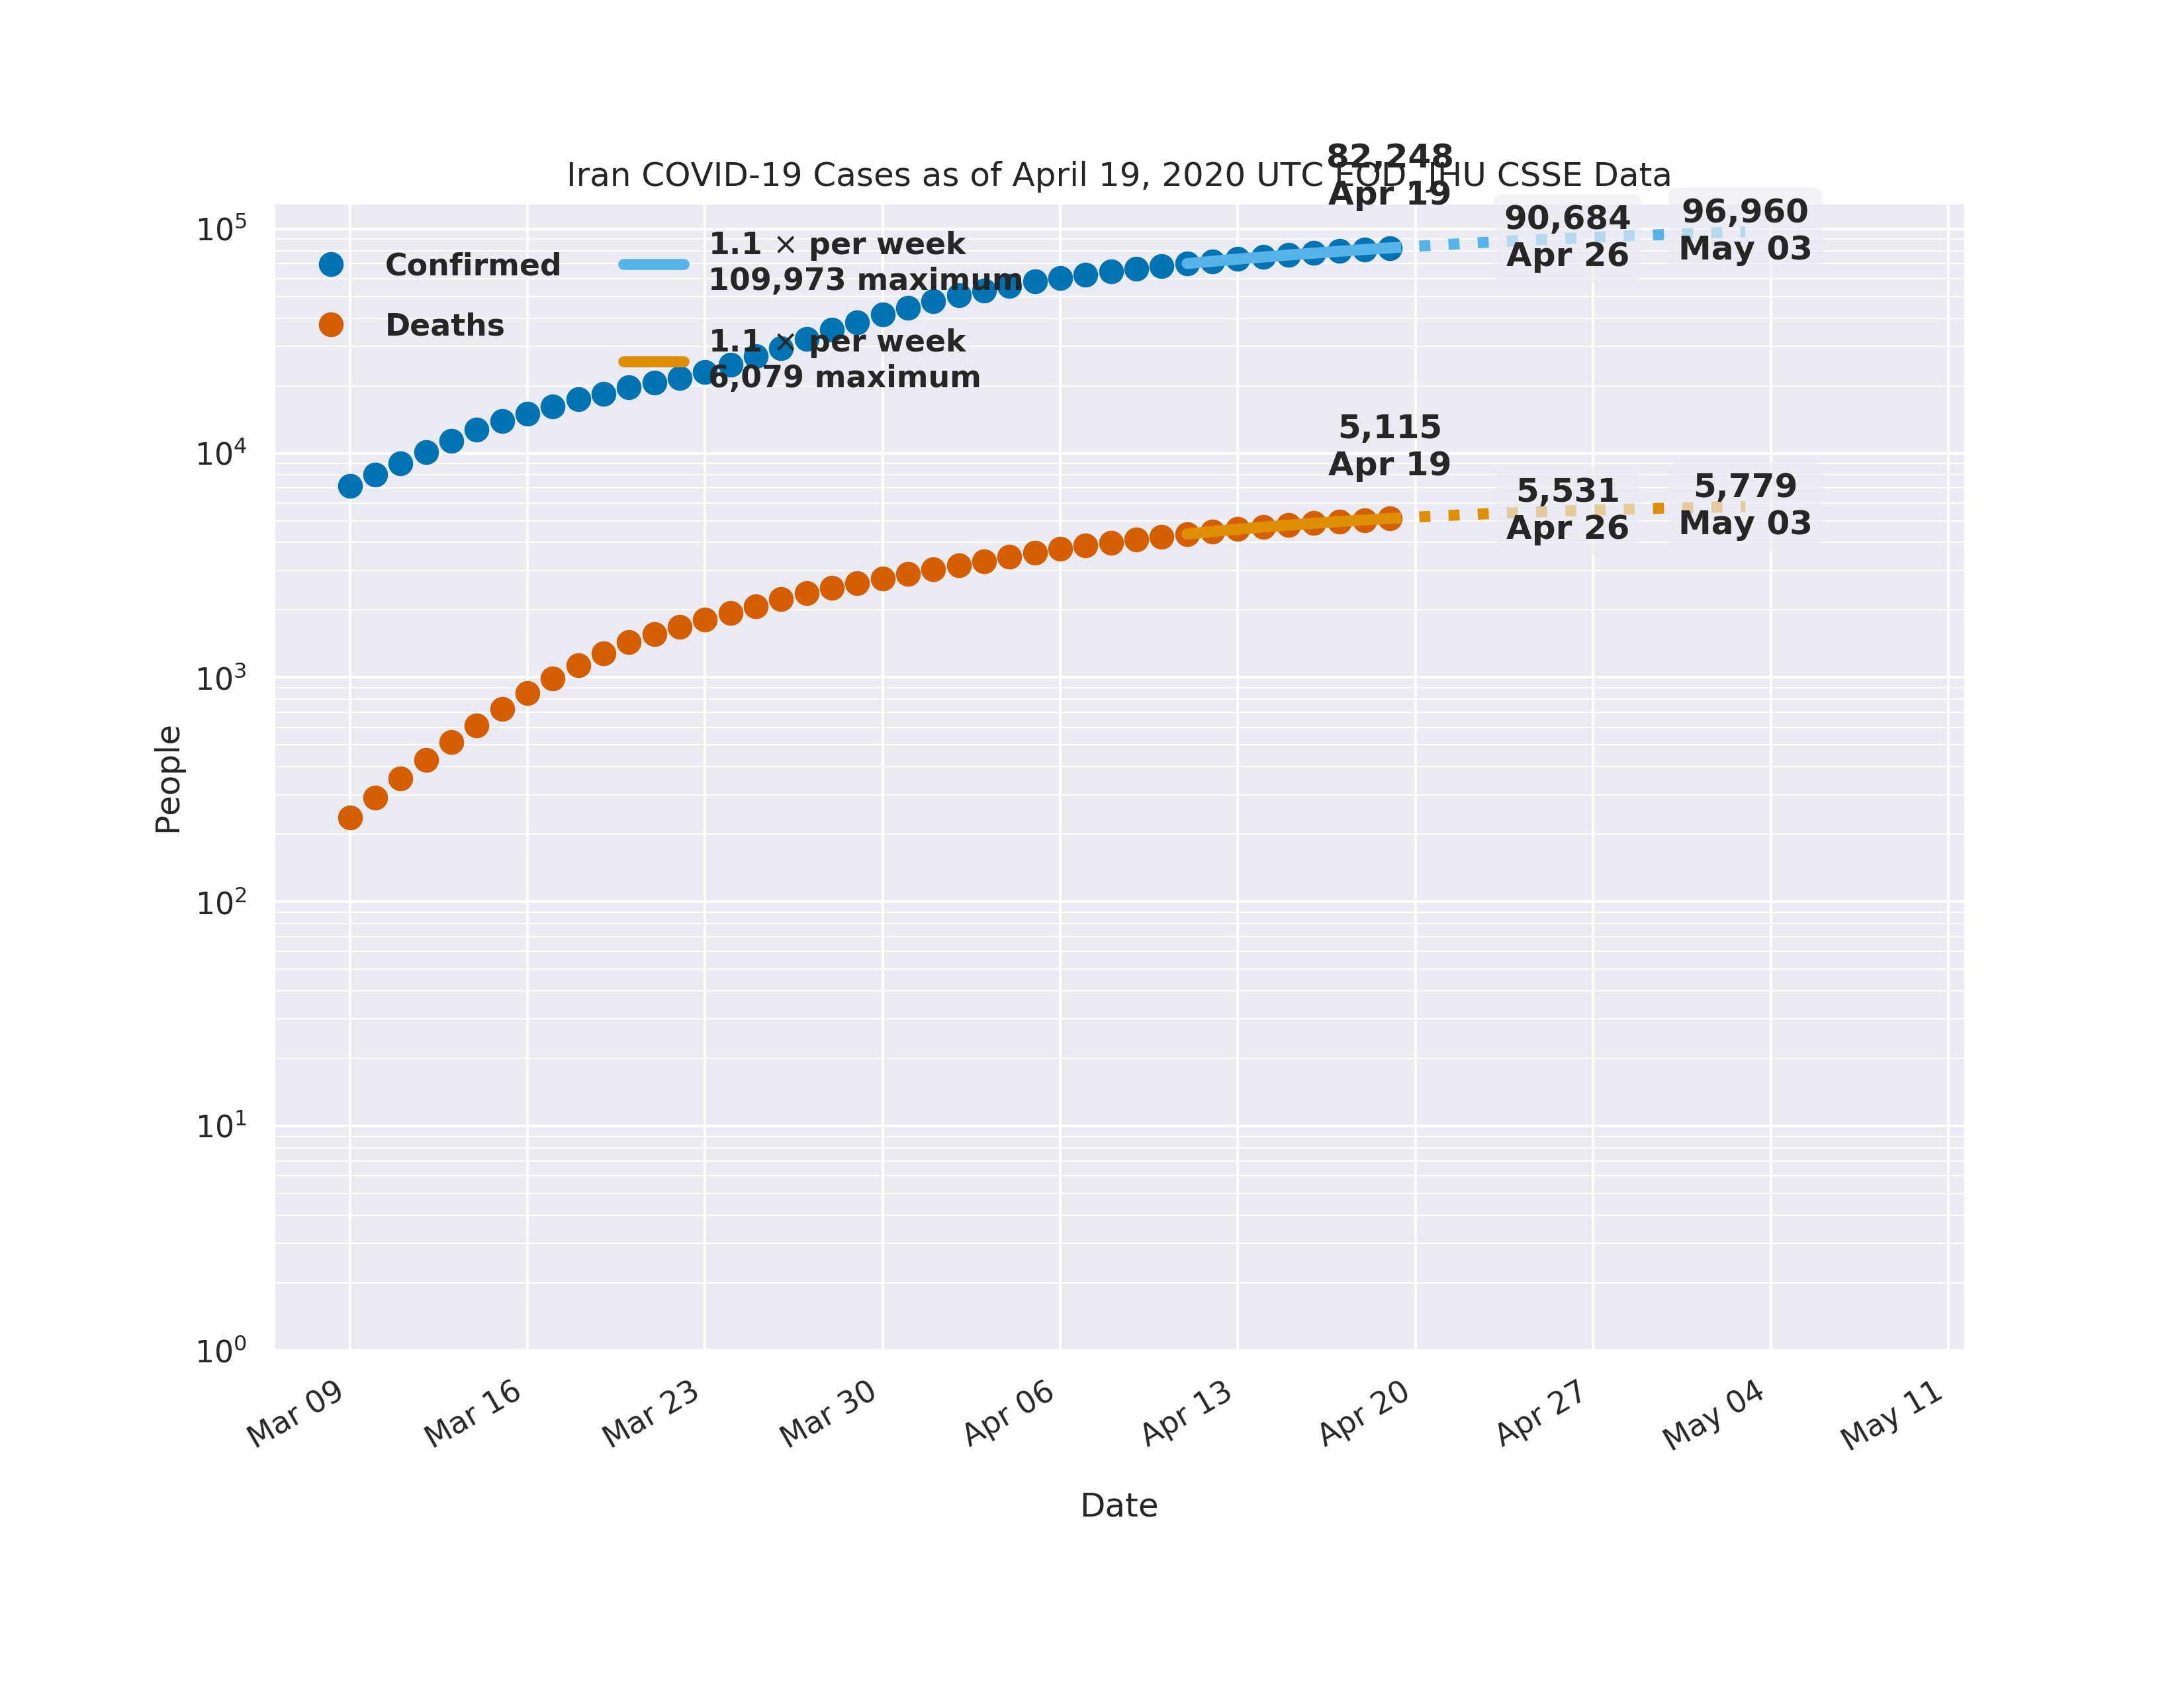 82,248
Apr 19
Iran COVID-19 Cases as of April 19, 2020 UTC EOD, JHU CSSE Data
90,684
Apr 26
96,960
May 03
Confirmed
Deaths
1.1 × per week
109,973 maximum
1.1 × per week
6,079 maximum
5,115
Apr 19
5,531
Apr 26
5,779
May 03
People
10⁵
10⁴
10³
10²
10¹
10⁰
Mar 09
Mar 16
Mar 23
Mar 30
Apr 06
Apr 13
Apr 20
Apr 27
May 04
May 11
Date